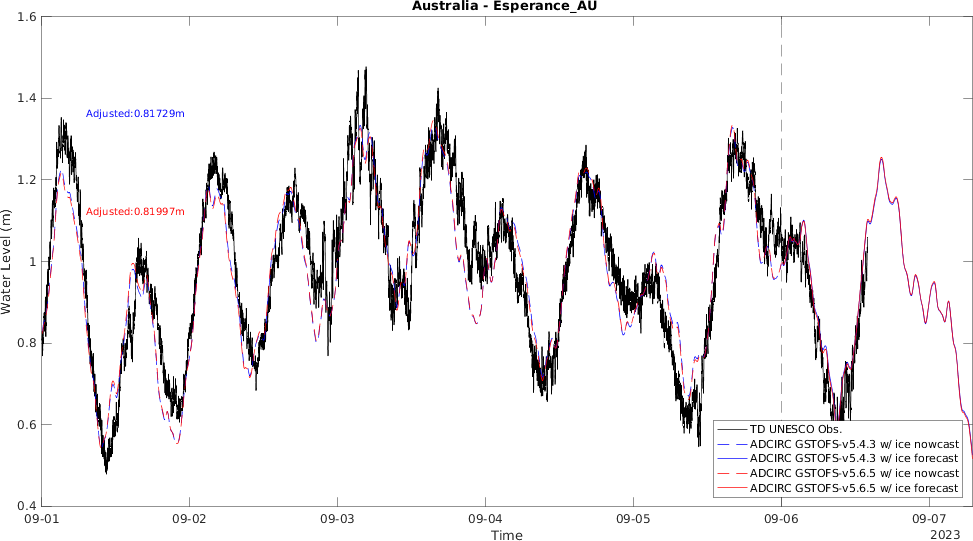 Australia - Esperance_AU
1.6
1.4
1.2
1
0.8
0.6
0.4
Water Level (m)
Adjusted:0.81729m
Adjusted:0.81997m
TD UNESCO Obs.
ADCIRC GSTOFS-v5.4.3 w/ ice nowcast
ADCIRC GSTOFS-v5.4.3 w/ ice forecast
ADCIRC GSTOFS-v5.6.5 w/ ice nowcast
ADCIRC GSTOFS-v5.6.5 w/ ice forecast
09-01 09-02 09-03 09-04 09-05 09-06 09-07
Time
2023